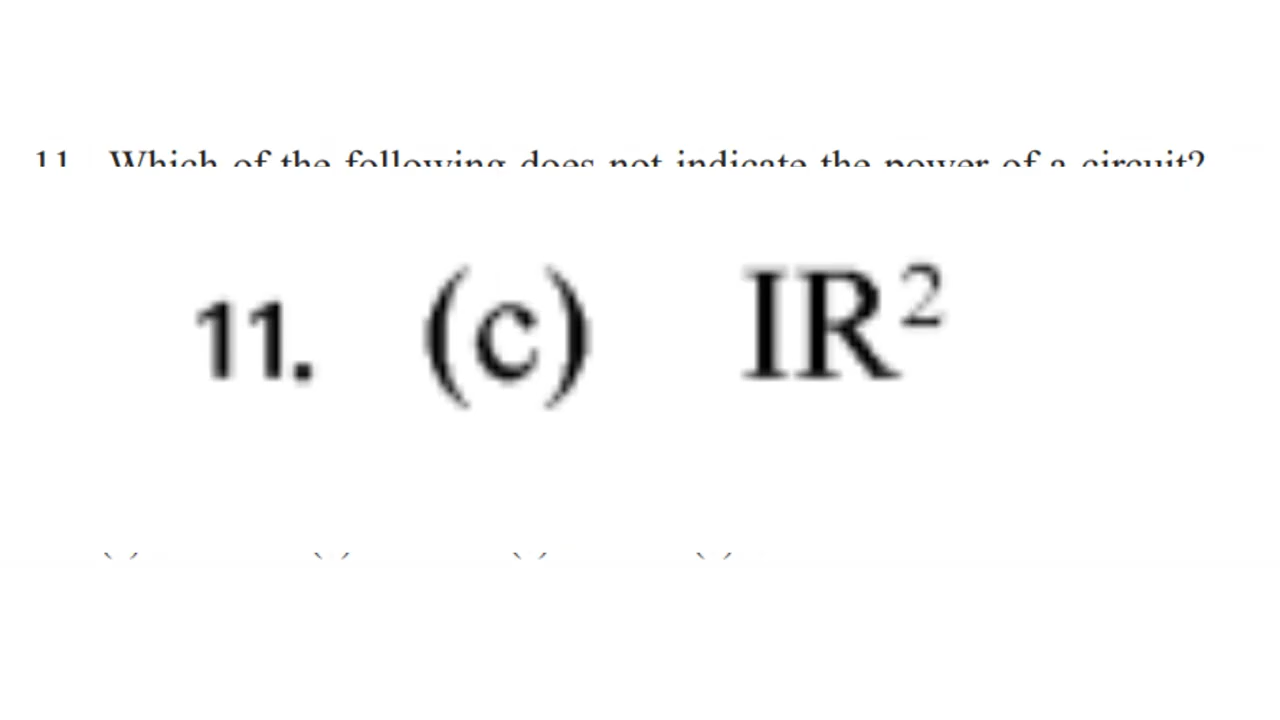 11 Which of the following does not indicate the power of a circuit?
11. (c) IR²